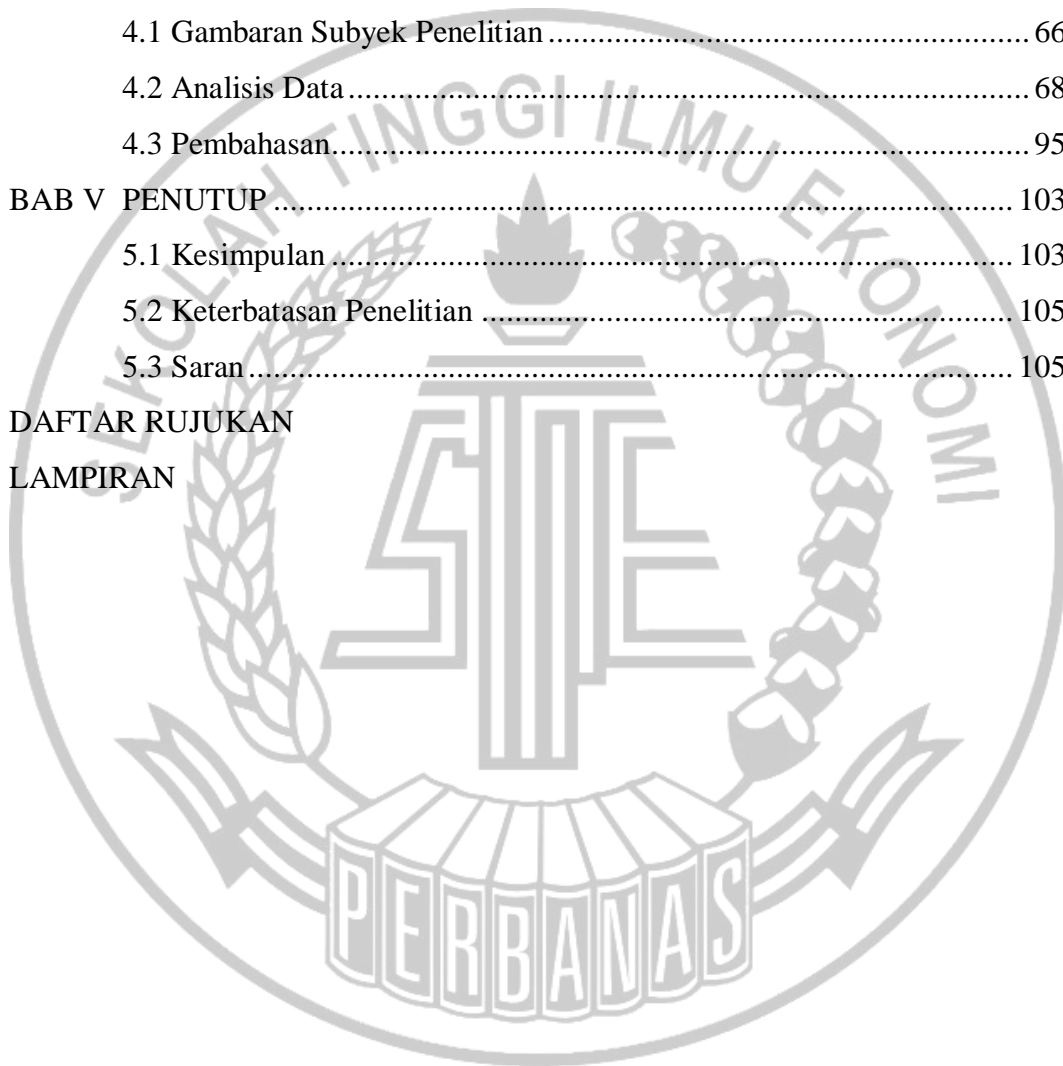 4.1 Gambaran Subyek Penelitian ............................................................ 66
4.2 Analisis Data .................................................................................... 68
4.3 Pembahasan ...................................................................................... 95
BAB V PENUTUP ............................................................................................ 103
5.1 Kesimpulan ..................................................................................... 103
5.2 Keterbatasan Penelitian .................................................................. 105
5.3 Saran ............................................................................................... 105
DAFTAR RUJUKAN
LAMPIRAN
SEKOLAH TINGGI ILMU EKONOMI
STIE
PERBANAS